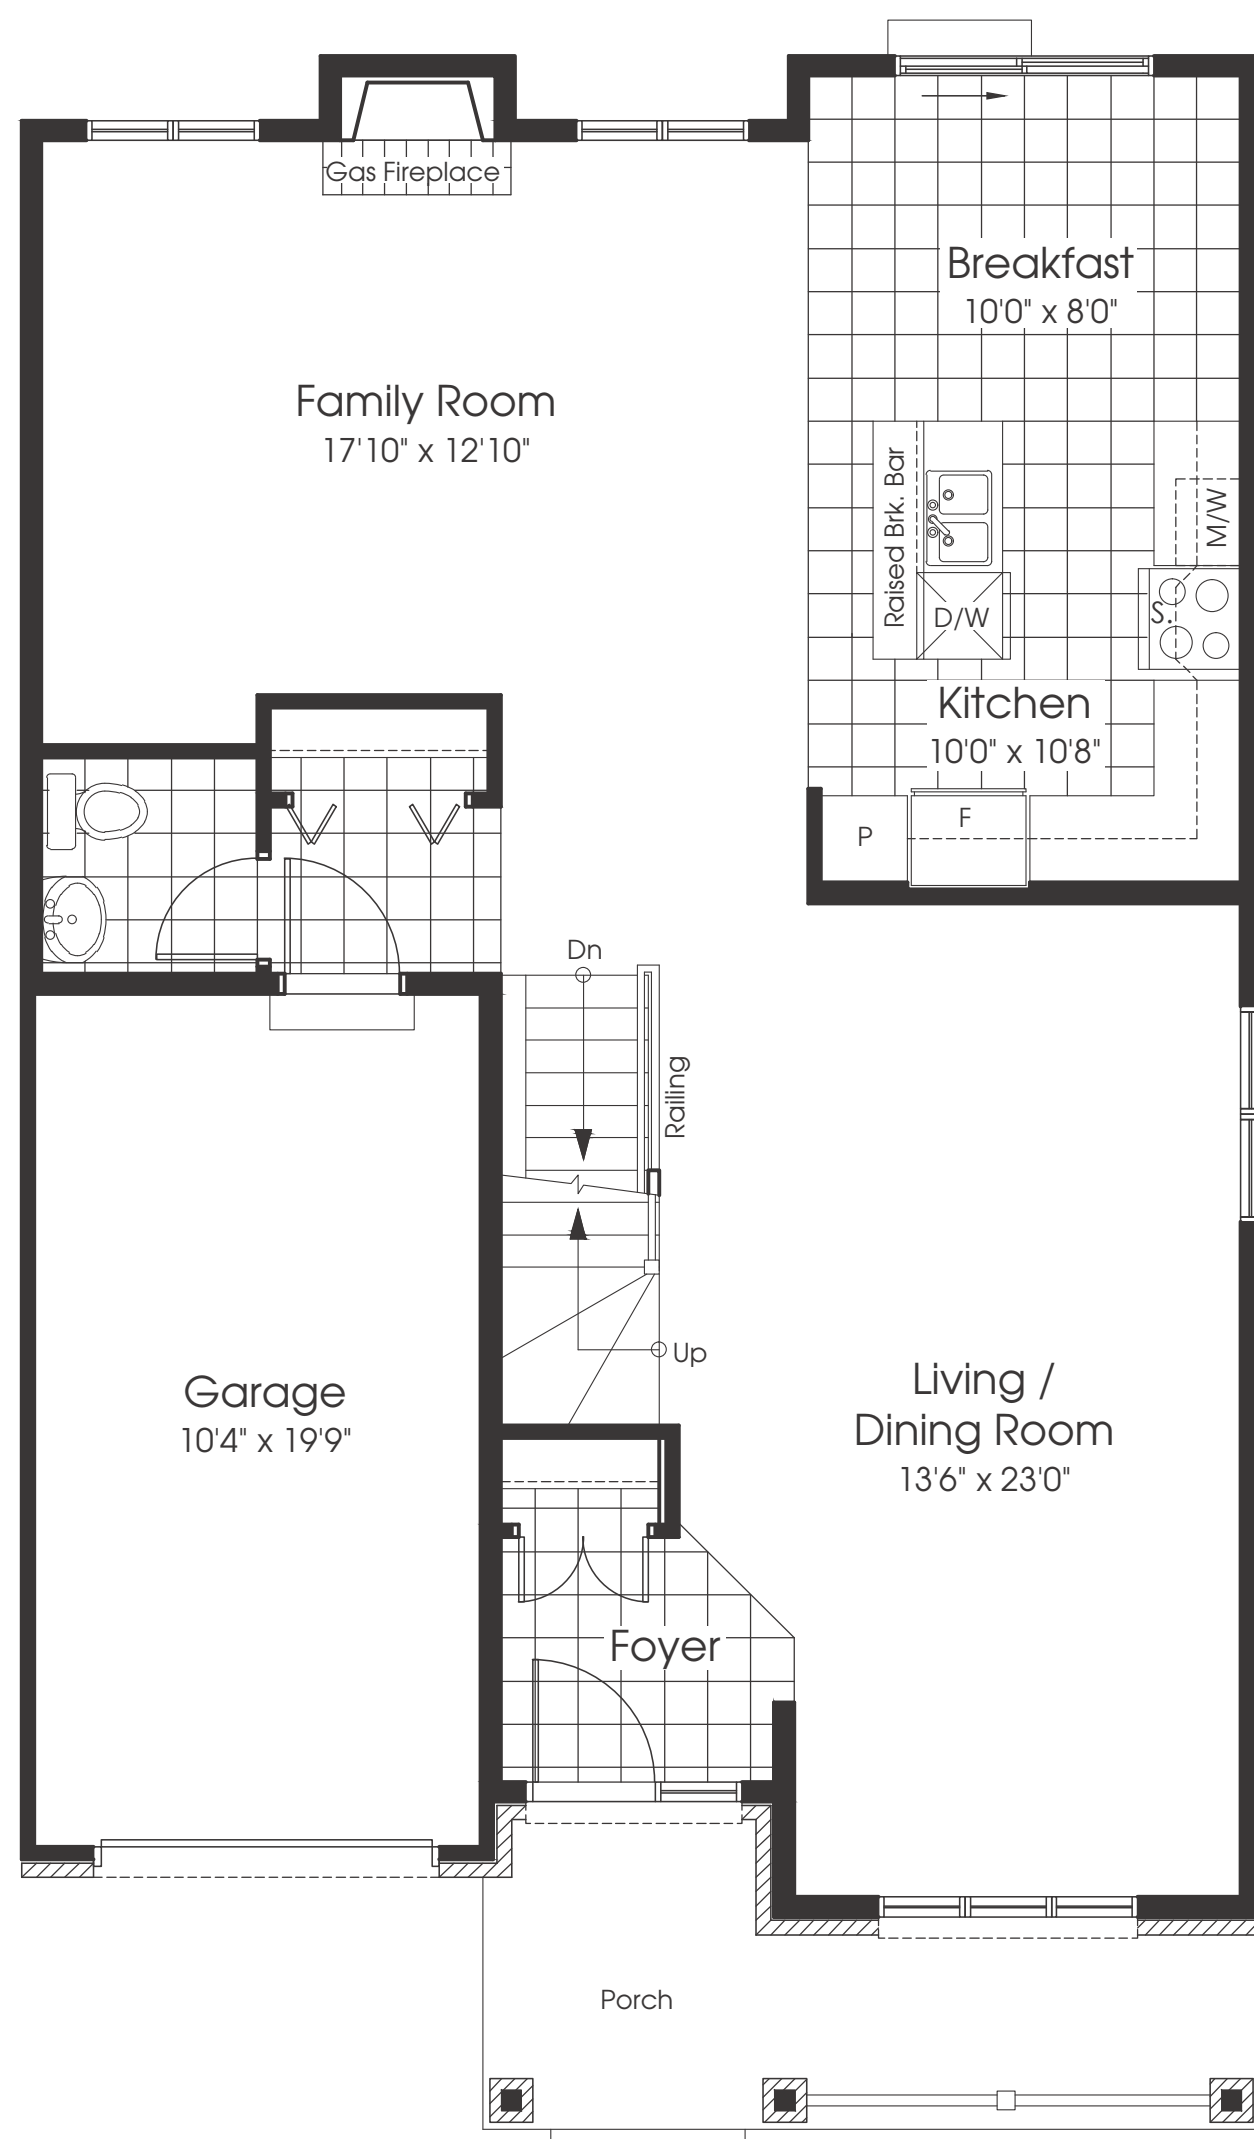 Gas Fireplace
Breakfast
10'0" x 8'0"
Family Room
17'10" x 12'10"
Raised Brk. Bar
M/W
S.
D/W
Kitchen
10'0" x 10'8"
P
F
Dn
Railing
Up
Garage
10'4" x 19'9"
Living /
Dining Room
13'6" x 23'0"
Foyer
Porch